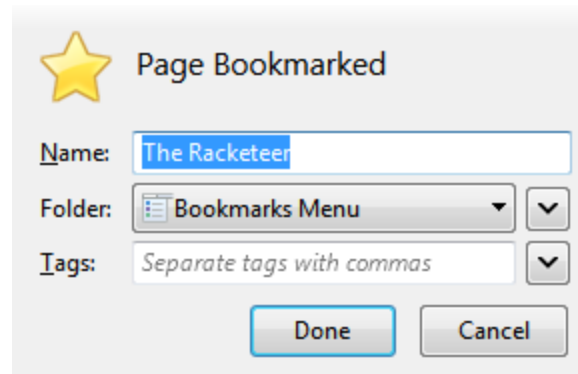 Page Bookmarked
Name: The Racketeer
Folder: Bookmarks Menu
Tags: Separate tags with commas
Done Cancel